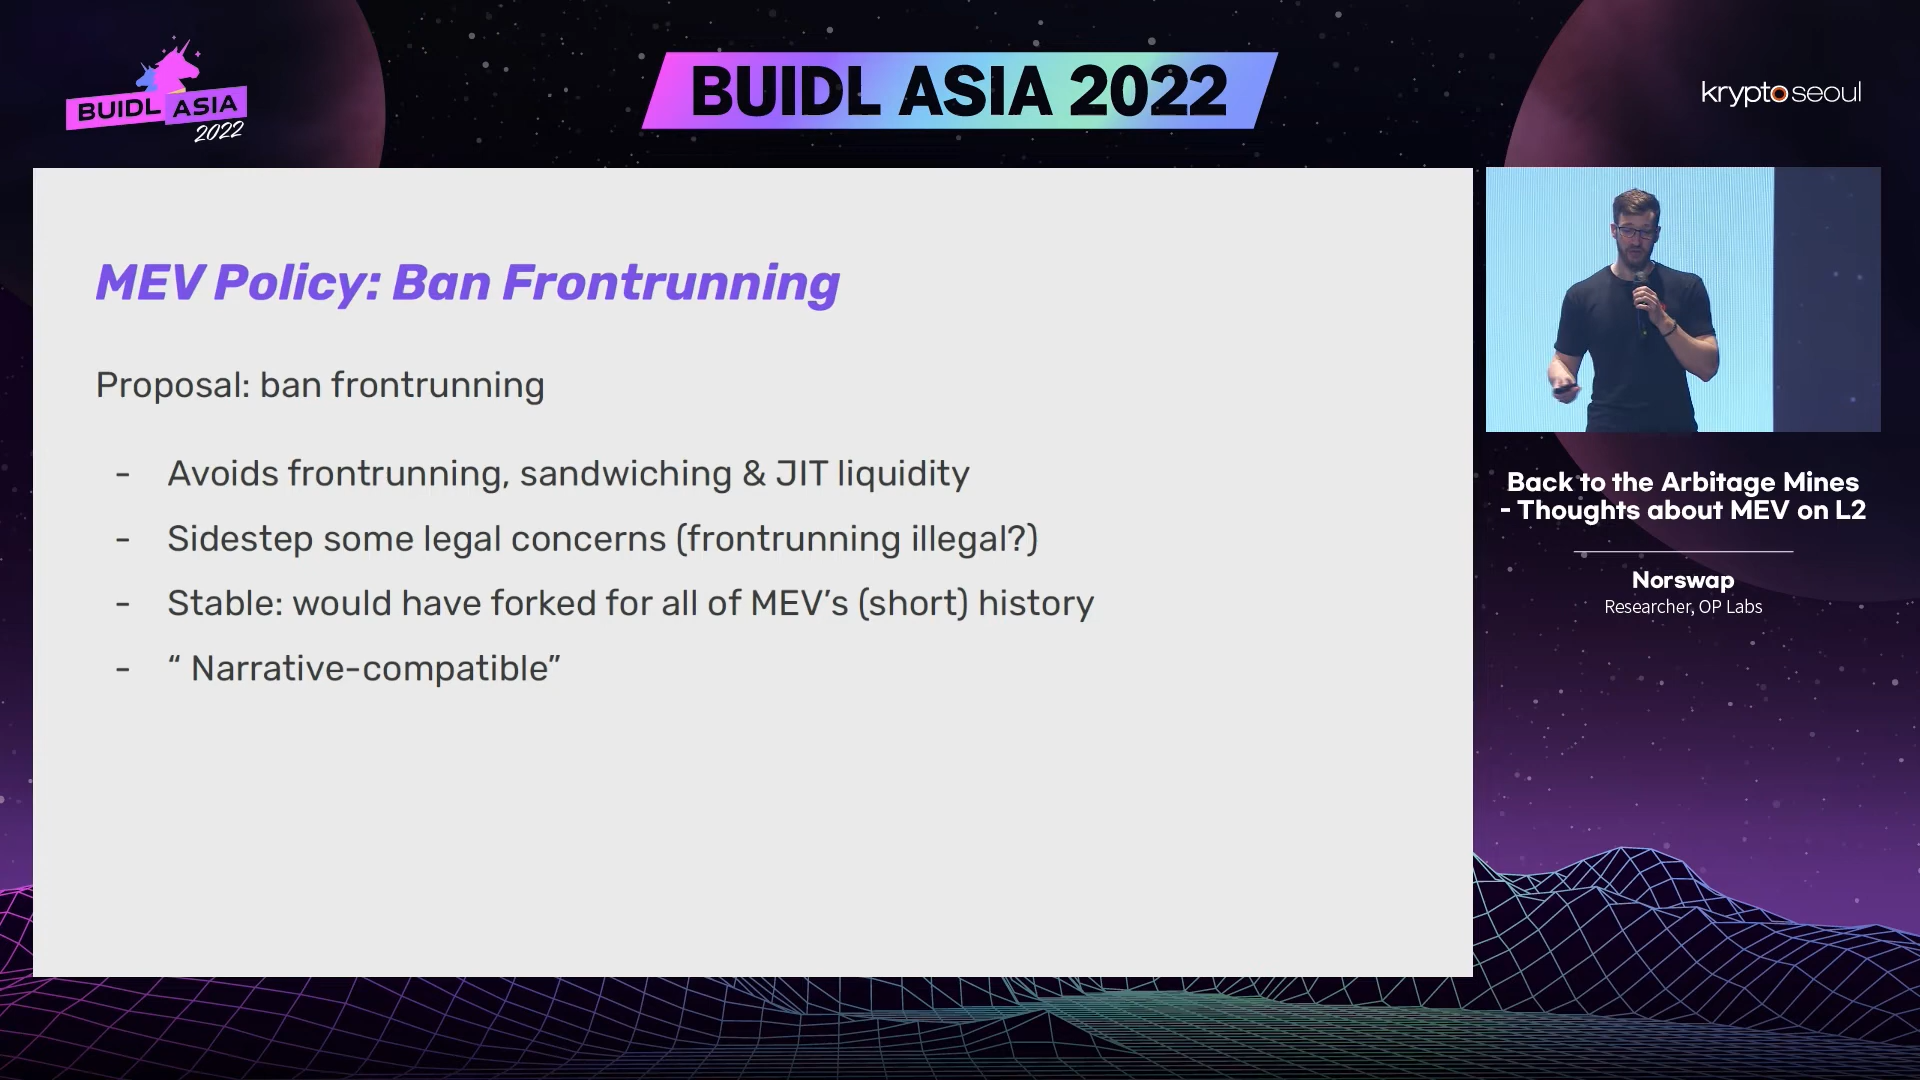 BUIDL ASIA
2022
BUIDL ASIA 2022
kryptoseoul
MEV Policy: Ban Frontrunning
Proposal: ban frontrunning
- Avoids frontrunning, sandwiching & JIT liquidity
- Sidestep some legal concerns (frontrunning illegal?)
- Stable: would have forked for all of MEV’s (short) history
- “ Narrative-compatible”
Back to the Arbitage Mines
- Thoughts about MEV on L2
Norswap
Researcher, OP Labs